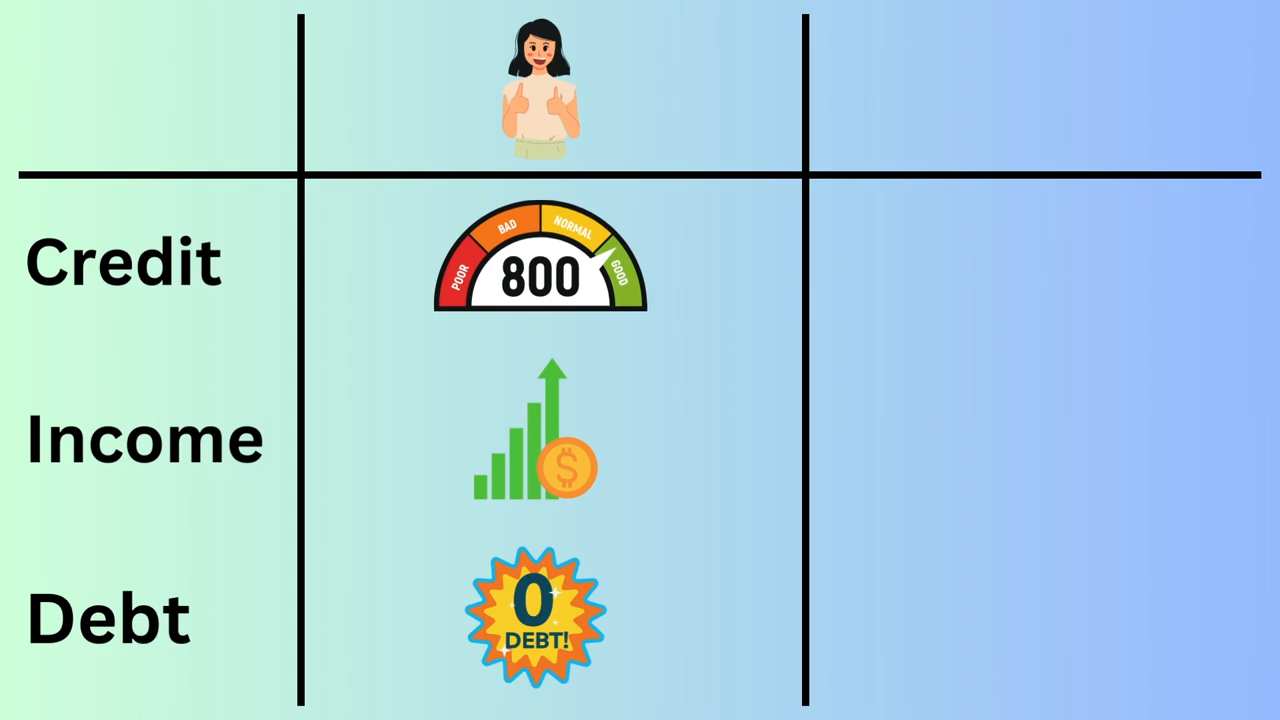 Credit
POOR
BAD
NORMAL
GOOD
800
Income
$
Debt
0
DEBT!